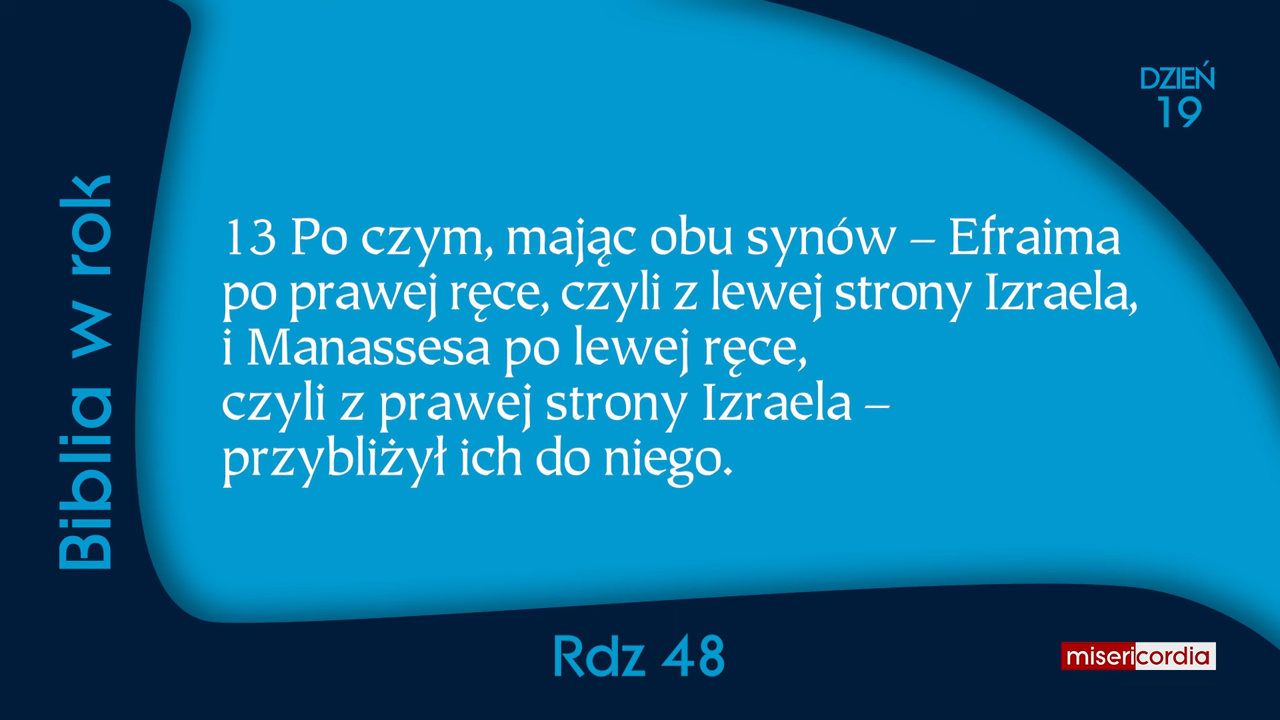 DZIEŃ
19
Biblia w rok
13 Po czym, mając obu synów – Efraima
po prawej ręce, czyli z lewej strony Izraela,
i Manassesa po lewej ręce,
czyli z prawej strony Izraela –
przybliżył ich do niego.
Rdz 48
misericordia